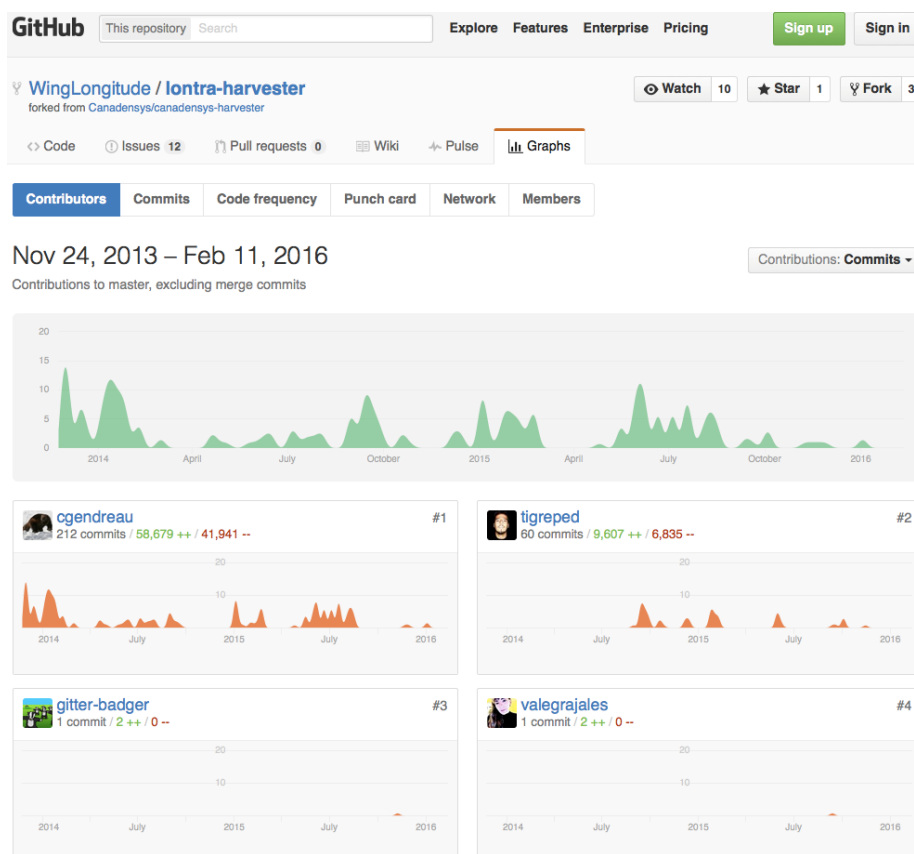 GitHub This repository Search Explore Features Enterprise Pricing Sign up Sign in
WingLongitude / lontra-harvester Watch 10 Star 1 Fork 3
forked from Canadensys/canadensys-harvester
Code Issues 12 Pull requests 0 Wiki Pulse Graphs
Contributors Commits Code frequency Punch card Network Members
Nov 24, 2013 – Feb 11, 2016
Contributions: Commits
Contributions to master, excluding merge commits
20
15
10
5
0
2014 April July October 2015 April July October 2016
cgendreau #1
212 commits / 58,679 ++ / 41,941 --
20
10
2014 July 2015 July 2016
tigreped #2
60 commits / 9,607 ++ / 6,835 --
20
10
2014 July 2015 July 2016
gitter-badger #3
1 commit / 2 ++ / 0 --
20
10
2014 July 2015 July 2016
valegrajales #4
1 commit / 2 ++ / 0 --
20
10
2014 July 2015 July 2016